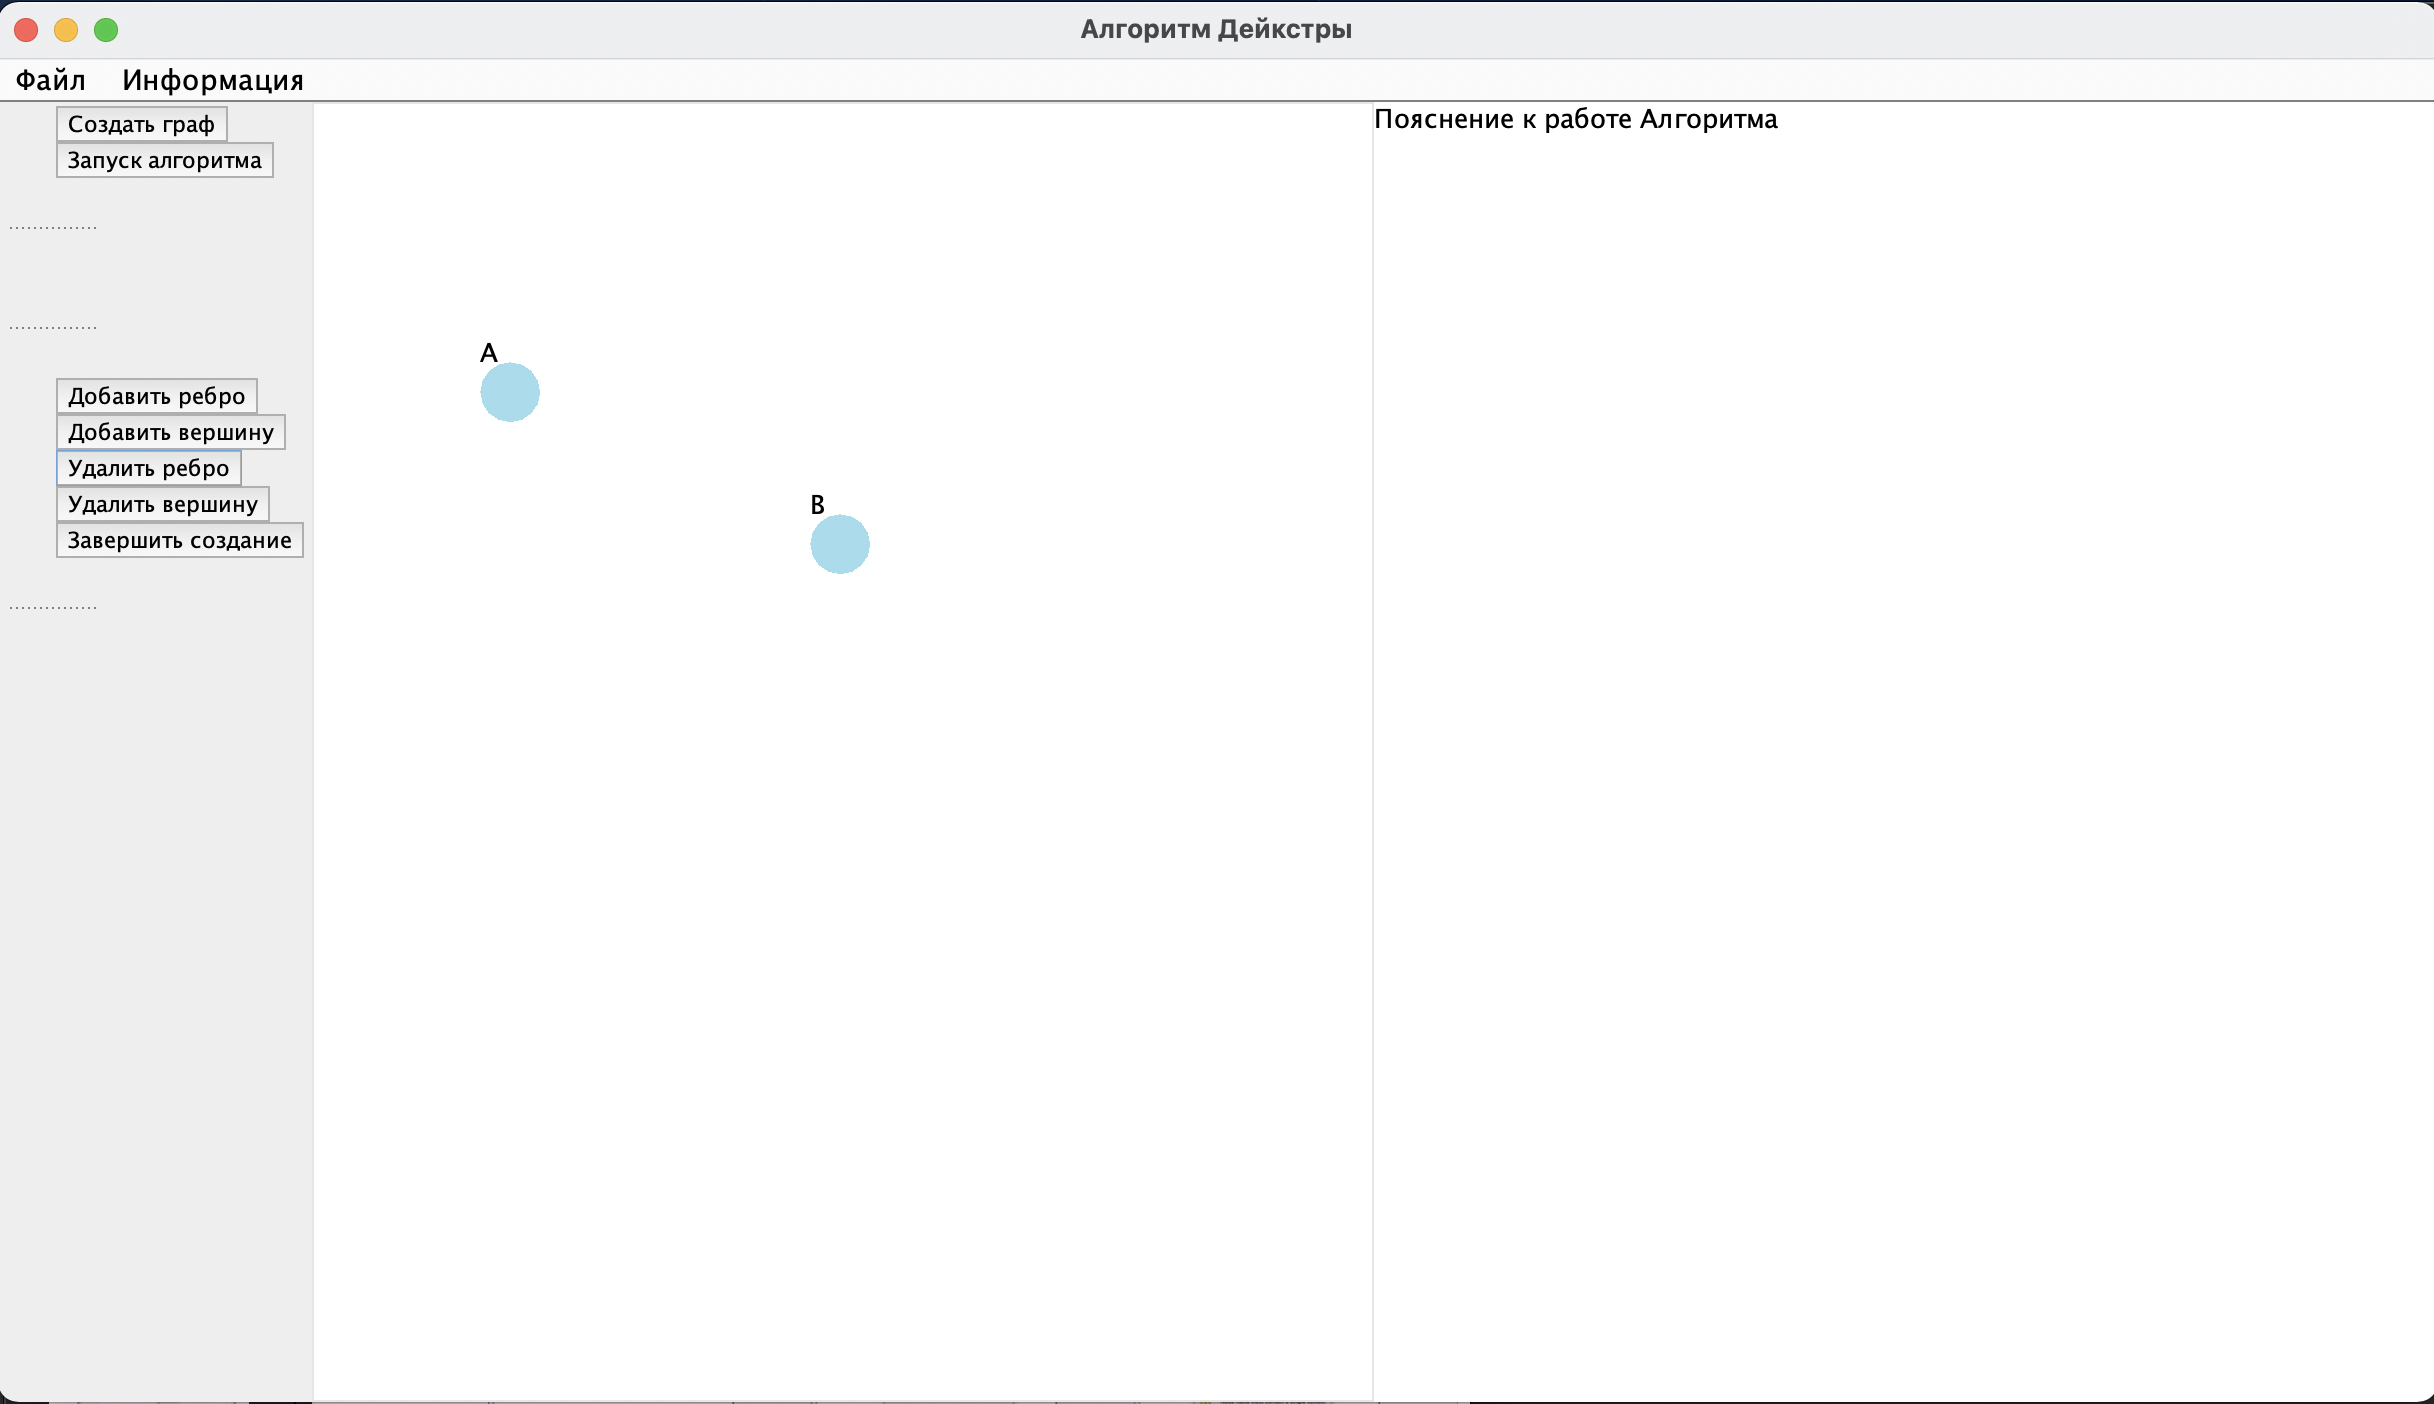 Алгоритм Дейкстры
Файл Информация
Создать граф
Запуск алгоритма
Добавить ребро
Добавить вершину
Удалить ребро
Удалить вершину
Завершить создание
A
B
Пояснение к работе Алгоритма